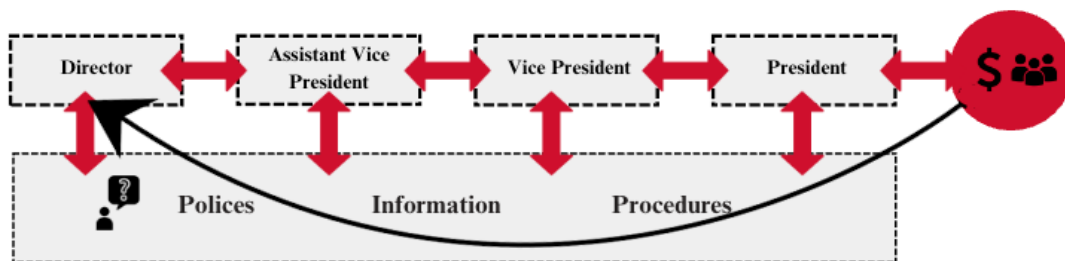 Director
Assistant Vice
President
Vice President
President
$
?
Polices
Information
Procedures